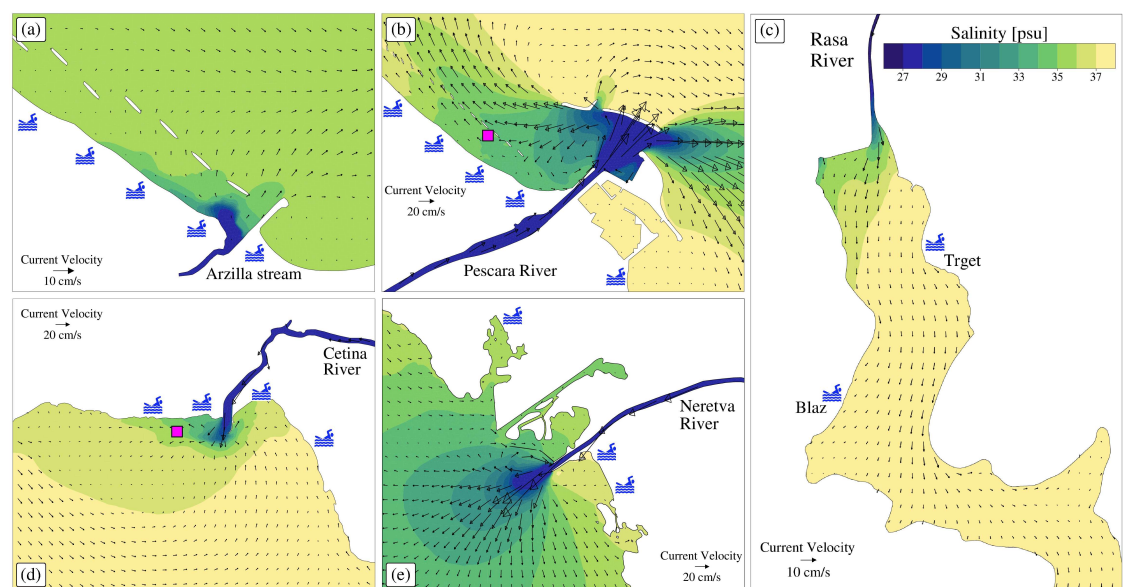 (a)
Arzilla stream
Current Velocity
10 cm/s
(b)
Current Velocity
20 cm/s
Pescara River
(c)
Rasa
River
Salinity [psu]
27 29 31 33 35 37
Trget
Blaz
Current Velocity
10 cm/s
Current Velocity
20 cm/s
Cetina
River
(d)
Neretva
River
Current Velocity
20 cm/s
(e)